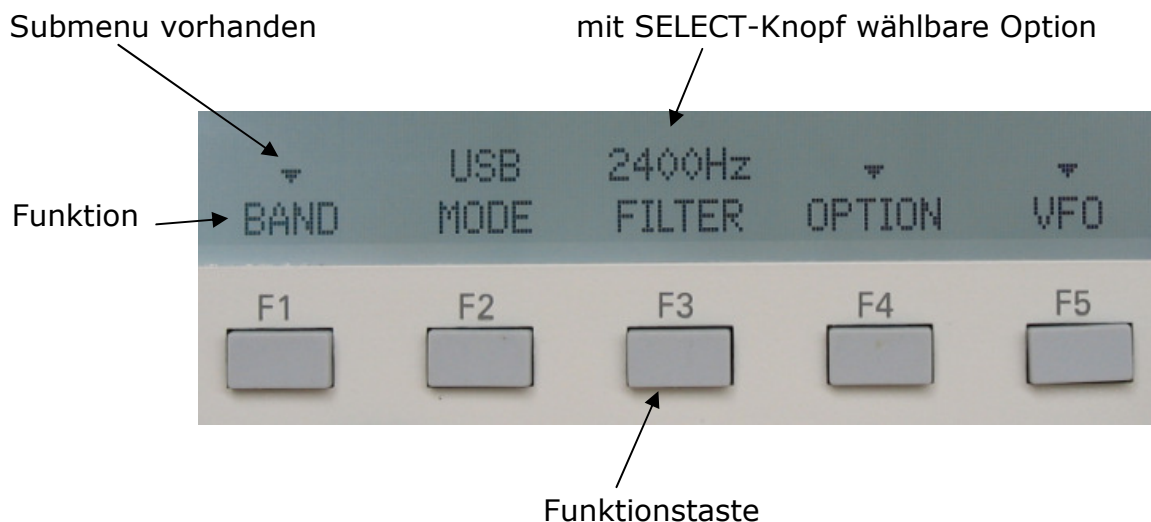 Submenu vorhanden mit SELECT-Knopf wählbare Option
USB 2400Hz
Funktion BAND MODE FILTER OPTION VFO
F1 F2 F3 F4 F5
Funktionstaste